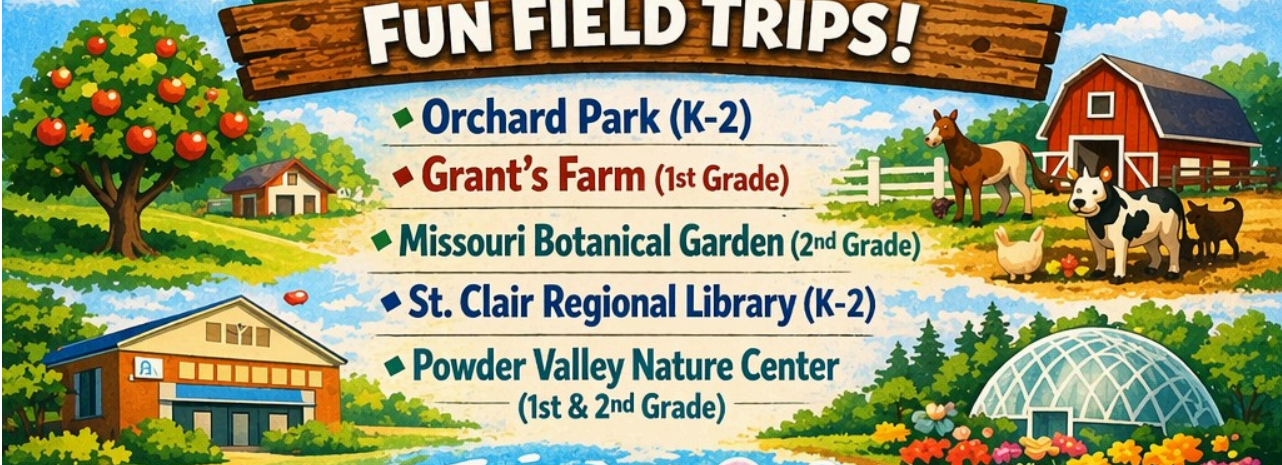 FUN FIELD TRIPS!
◆ Orchard Park (K-2)
◆ Grant's Farm (1st Grade)
◆ Missouri Botanical Garden (2nd Grade)
◆ St. Clair Regional Library (K-2)
◆ Powder Valley Nature Center
(1st & 2nd Grade)